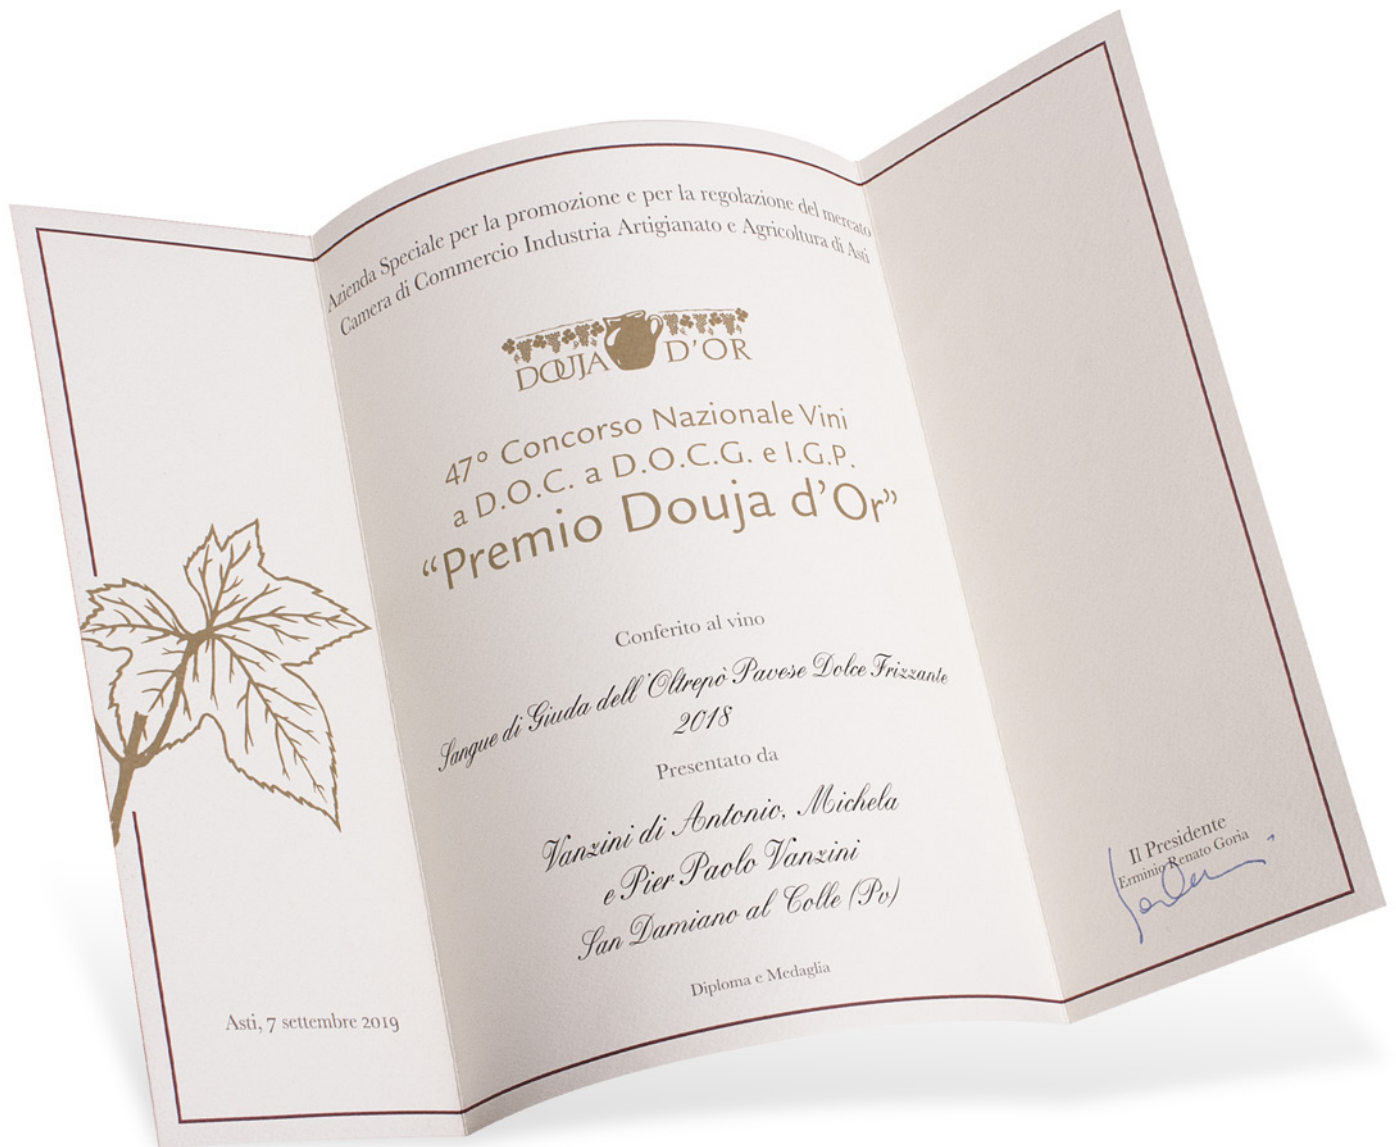 Azienda Speciale per la promozione e per la regolazione del mercato
Camera di Commercio Industria Artigianato e Agricoltura di Asti
DOUJA D'OR
47° Concorso Nazionale Vini
a D.O.C. a D.O.C.G. e I.G.P.
“Premio Douja d'Or”
Conferito al vino
Sangue di Giuda dell'Oltrepò Pavese Dolce Frizzante
2018
Presentato da
Vanzini di Antonio, Michela
e Pier Paolo Vanzini
San Damiano al Colle (Pv)
Diploma e Medaglia
Asti, 7 settembre 2019
Il Presidente
Erminio Renato Goria